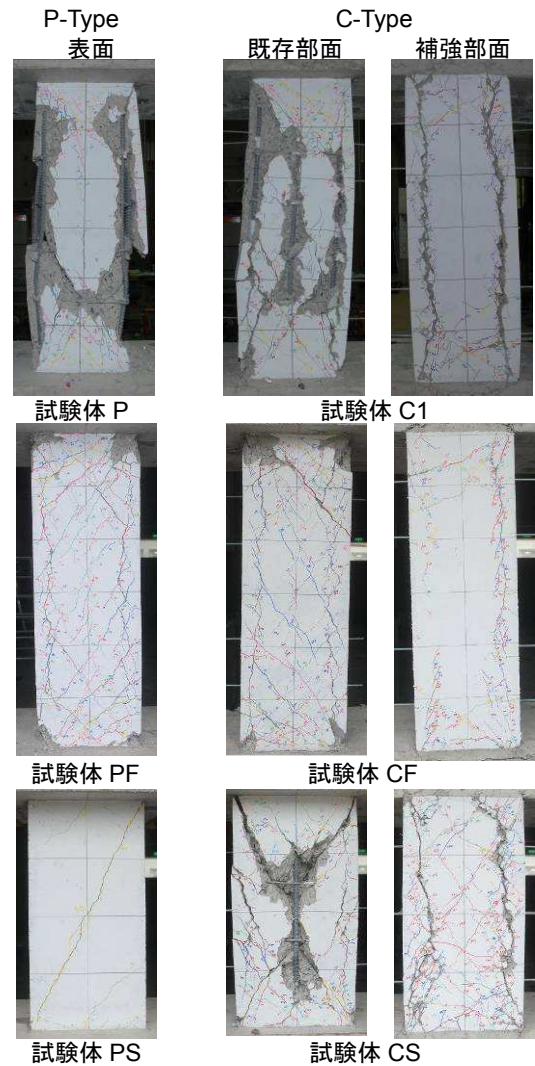 P-Type
C-Type
表面
既存部面
補強部面
試験体 P
試験体 C1
試験体 PF
試験体 CF
試験体 PS
試験体 CS